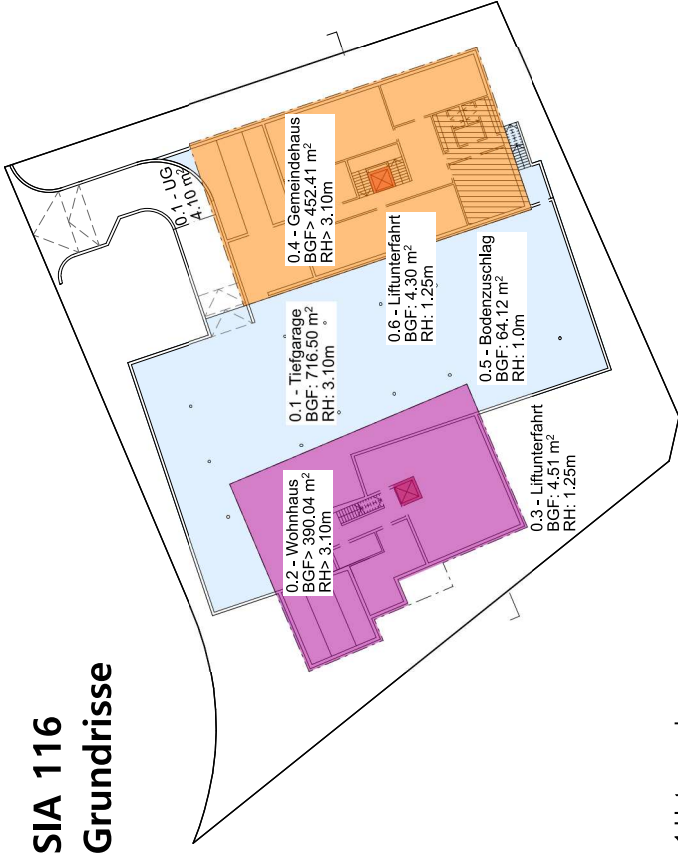 SIA 116
Grundrisse
0.1 - UG
4.10 m²
0.4 - Gemeindehaus
BGF> 452.41 m²
RH> 3.10m
0.1 - Tiefgarage
BGF: 716.50 m²
RH: 3.10m
0.6 - Liftunterfahrt
BGF: 4.30 m²
RH: 1.25m
0.5 - Bodenzuschlag
BGF: 64.12 m²
RH: 1.0m
0.2 - Wohnhaus
BGF> 390.04 m²
RH> 3.10m
0.3 - Liftunterfahrt
BGF: 4.51 m²
RH: 1.25m